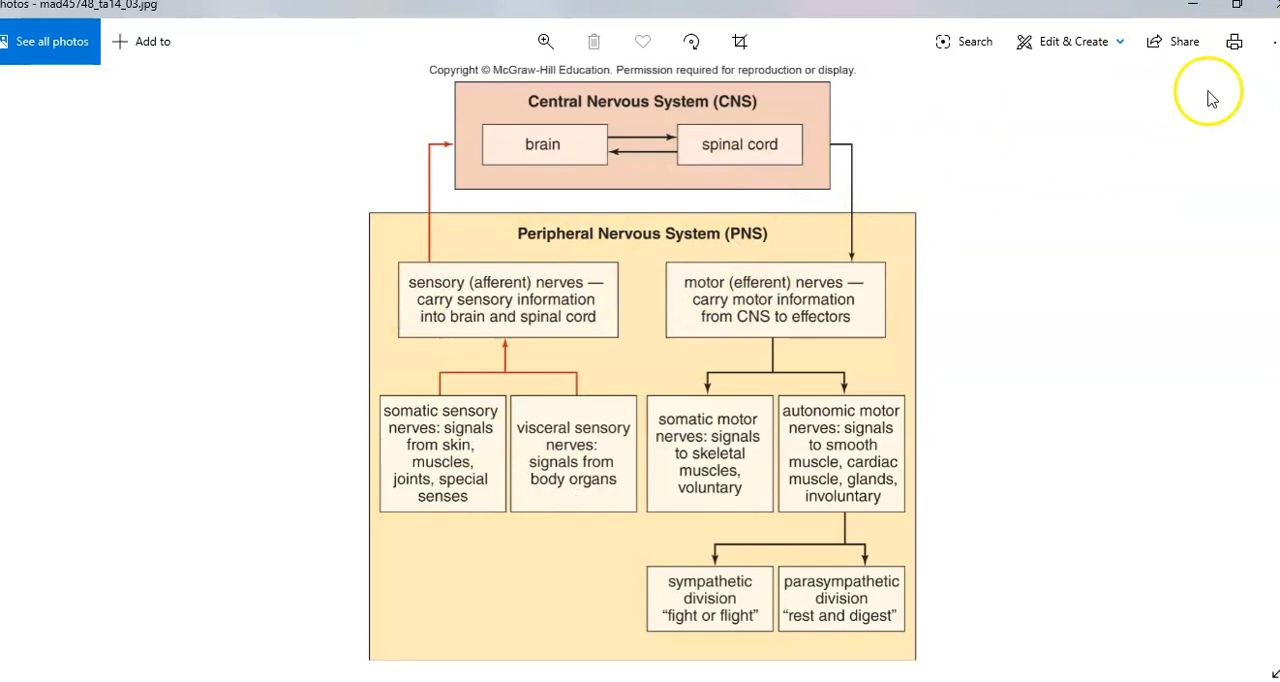 hotos - mad45748_ta14_03.jpg
See all photos
Add to
Search
Edit & Create
Share
Copyright © McGraw-Hill Education. Permission required for reproduction or display.
Central Nervous System (CNS)
brain
spinal cord
Peripheral Nervous System (PNS)
sensory (afferent) nerves —
carry sensory information
into brain and spinal cord
motor (efferent) nerves —
carry motor information
from CNS to effectors
somatic sensory
nerves: signals
from skin,
muscles,
joints, special
senses
visceral sensory
nerves:
signals from
body organs
somatic motor
nerves: signals
to skeletal
muscles,
voluntary
autonomic motor
nerves: signals
to smooth
muscle, cardiac
muscle, glands,
involuntary
sympathetic
division
“fight or flight”
parasympathetic
division
“rest and digest”